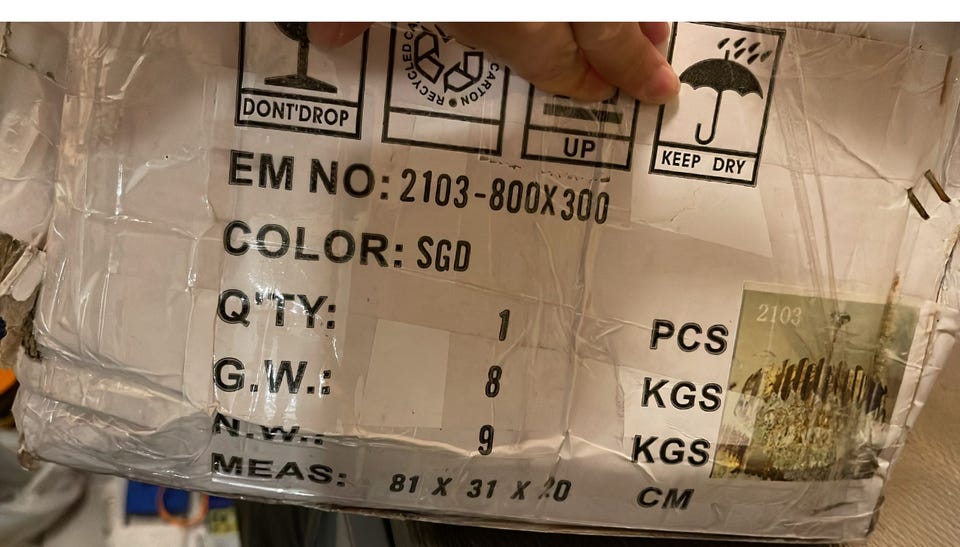 DONT'DROP
RECYCLED CA CARTON
UP
KEEP DRY
EM NO: 2103-800X300
COLOR: SGD
Q'TY: 1 PCS
G.W.: 8 KGS
N.W.: 9 KGS
MEAS: 81 X 31 X 20 CM
2103